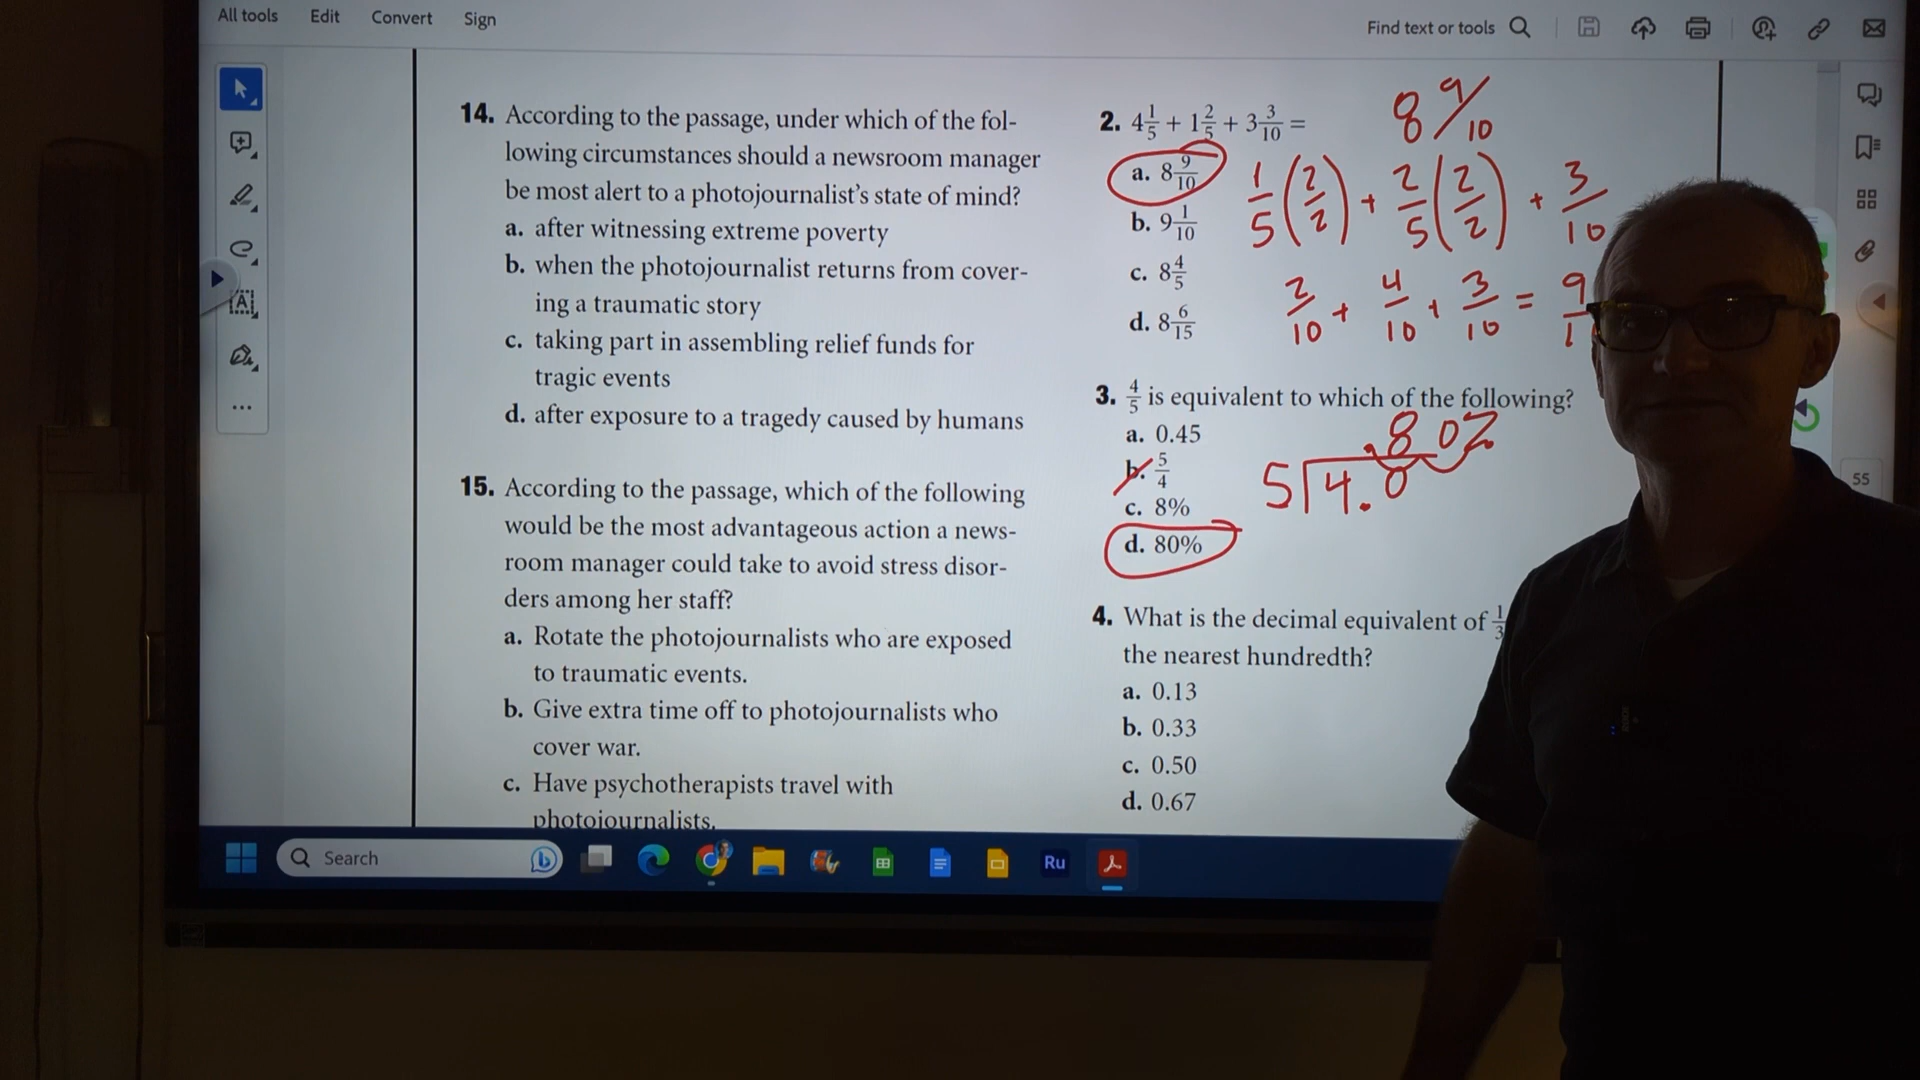 All tools Edit Convert Sign
Find text or tools
14. According to the passage, under which of the fol-
lowing circumstances should a newsroom manager
be most alert to a photojournalist's state of mind?
a. after witnessing extreme poverty
b. when the photojournalist returns from cover-
ing a traumatic story
c. taking part in assembling relief funds for
tragic events
d. after exposure to a tragedy caused by humans
15. According to the passage, which of the following
would be the most advantageous action a news-
room manager could take to avoid stress disor-
ders among her staff?
a. Rotate the photojournalists who are exposed
to traumatic events.
b. Give extra time off to photojournalists who
cover war.
c. Have psychotherapists travel with
photojournalists.
2. 4 1/5 + 1 2/5 + 3 3/10 =
8 9/10
a. 8 9/10
b. 9 1/10
c. 8 4/5
d. 8 6/15
1/5 (2/2) + 2/5 (2/2) + 3/10
2/10 + 4/10 + 3/10 = 9/1
3. 4/5 is equivalent to which of the following?
a. 0.45
b. 5/4
c. 8%
d. 80%
.80%
5)4.0
4. What is the decimal equivalent of 1/3
the nearest hundredth?
a. 0.13
b. 0.33
c. 0.50
d. 0.67
55
Search
Ru